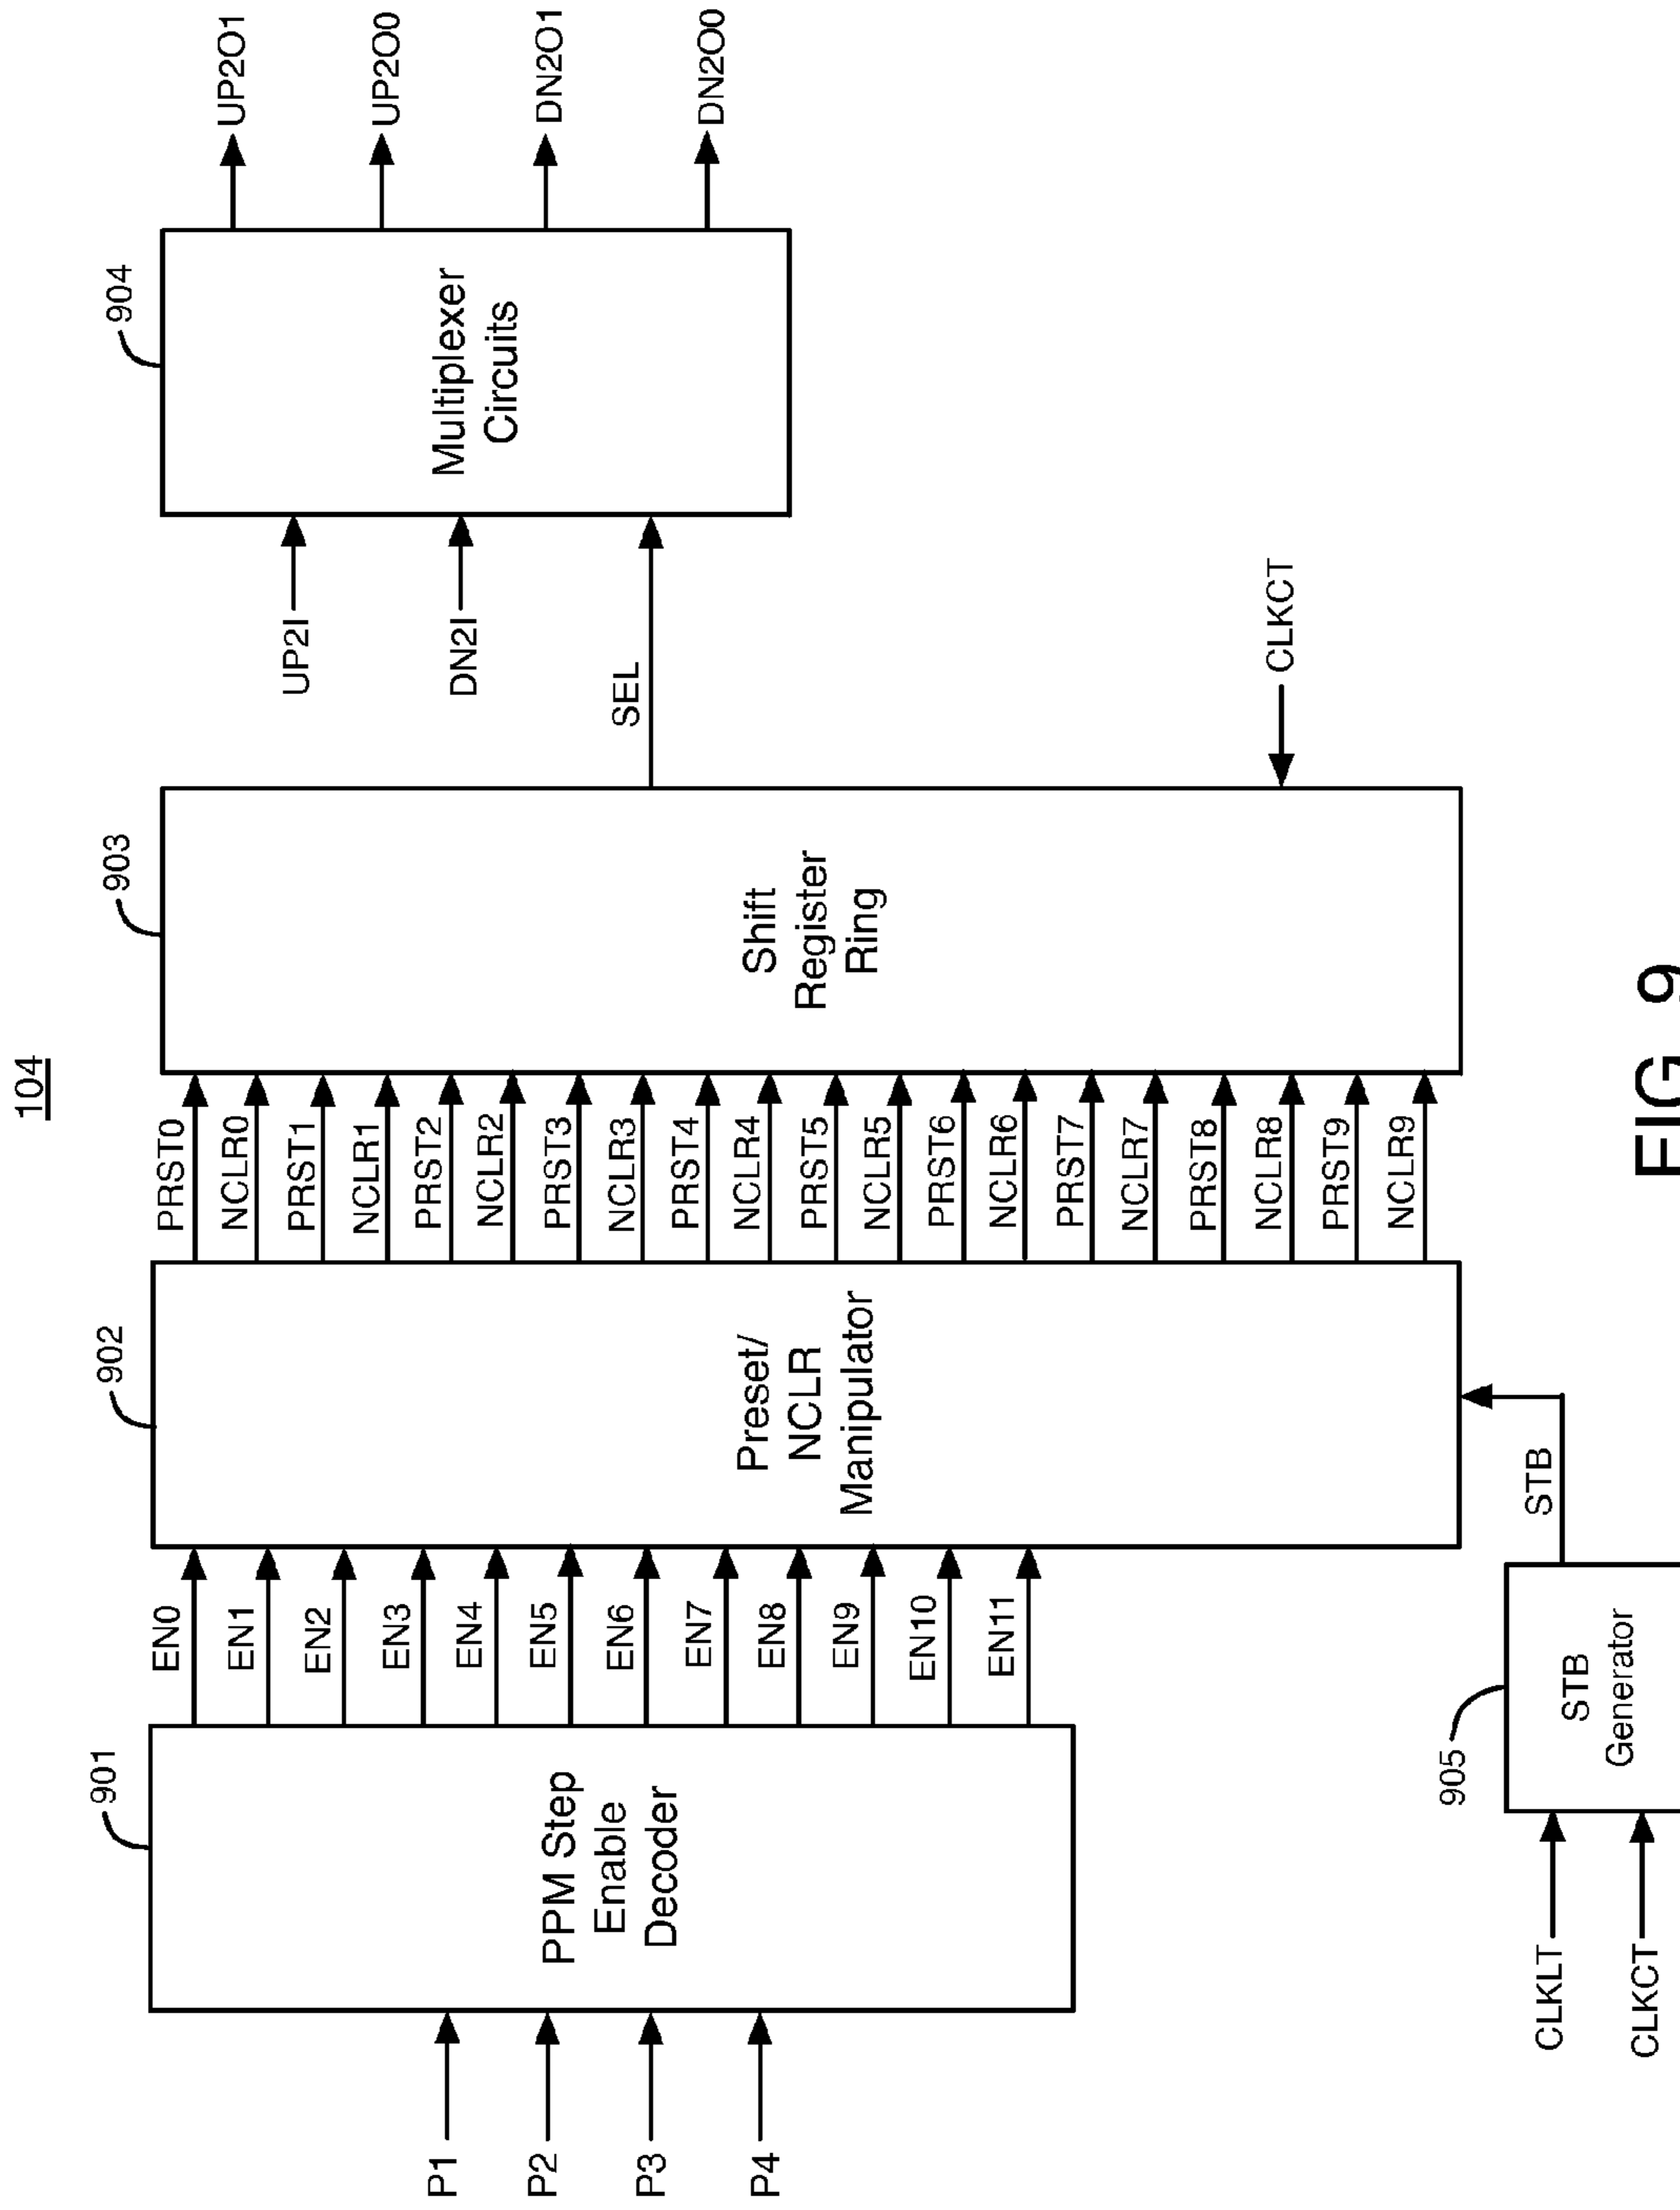 104
901
PPM Step
Enable
Decoder
P1
P2
P3
P4
EN0
EN1
EN2
EN3
EN4
EN5
EN6
EN7
EN8
EN9
EN10
EN11
902
Preset/
NCLR
Manipulator
PRST0
NCLR0
PRST1
NCLR1
PRST2
NCLR2
PRST3
NCLR3
PRST4
NCLR4
PRST5
NCLR5
PRST6
NCLR6
PRST7
NCLR7
PRST8
NCLR8
PRST9
NCLR9
903
Shift
Register
Ring
CLKCT
SEL
UP2I
DN2I
904
Multiplexer
Circuits
UP2O1
UP2O0
DN2O1
DN2O0
905
STB
Generator
CLKLT
CLKCT
STB
FIG. 9